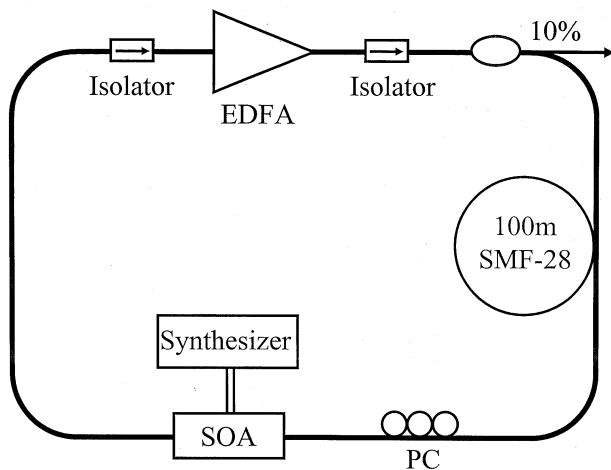 10%
Isolator
EDFA
Isolator
100m
SMF-28
Synthesizer
SOA
PC